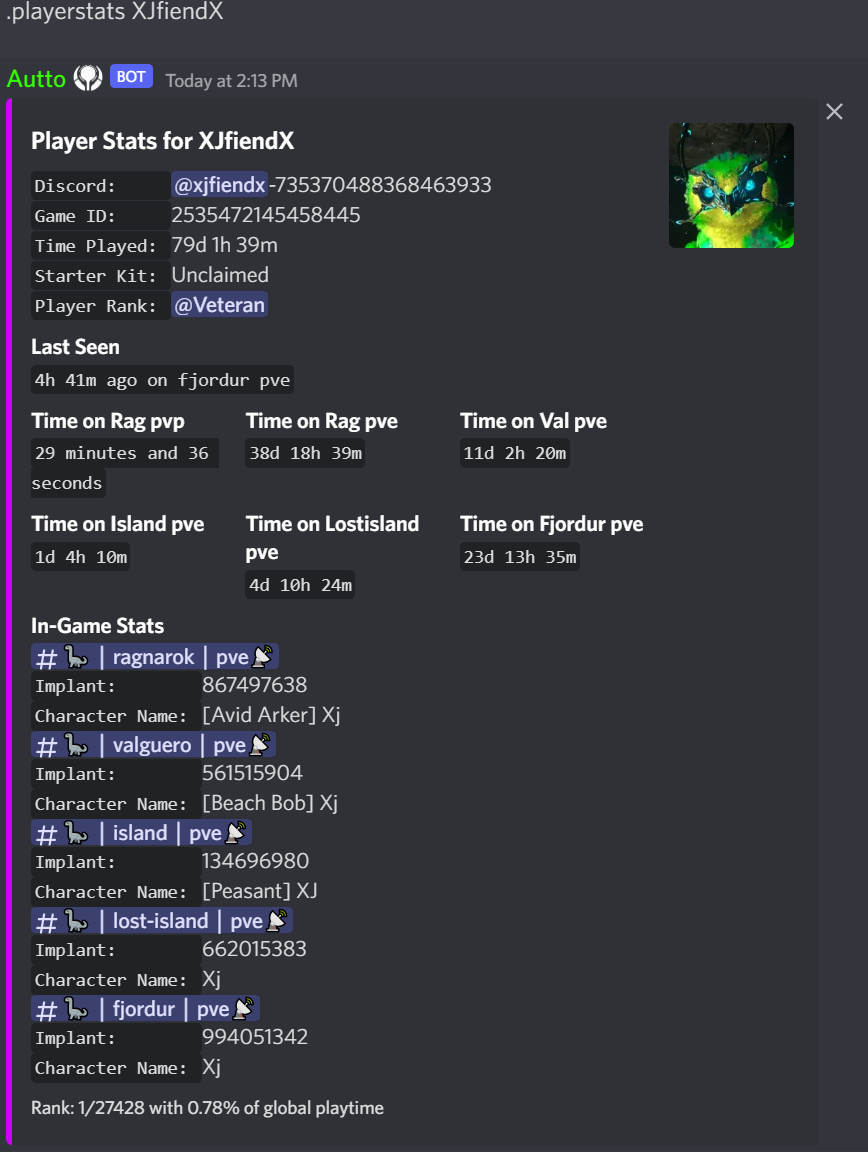 .playerstats XJfiendX
Autto BOT Today at 2:13 PM
Player Stats for XJfiendX
Discord: @xjfiendx-735370488368463933
Game ID: 2535472145458445
Time Played: 79d 1h 39m
Starter Kit: Unclaimed
Player Rank: @Veteran
Last Seen
4h 41m ago on fjordur pve
Time on Rag pvp
29 minutes and 36
seconds
Time on Rag pve
38d 18h 39m
Time on Val pve
11d 2h 20m
Time on Island pve
1d 4h 10m
Time on Lostisland
pve
4d 10h 24m
Time on Fjordur pve
23d 13h 35m
In-Game Stats
# 🦕 | ragnarok | pve📡
Implant: 867497638
Character Name: [Avid Arker] Xj
# 🦕 | valguero | pve📡
Implant: 561515904
Character Name: [Beach Bob] Xj
# 🦕 | island | pve📡
Implant: 134696980
Character Name: [Peasant] XJ
# 🦕 | lost-island | pve📡
Implant: 662015383
Character Name: Xj
# 🦕 | fjordur | pve📡
Implant: 994051342
Character Name: Xj
Rank: 1/27428 with 0.78% of global playtime